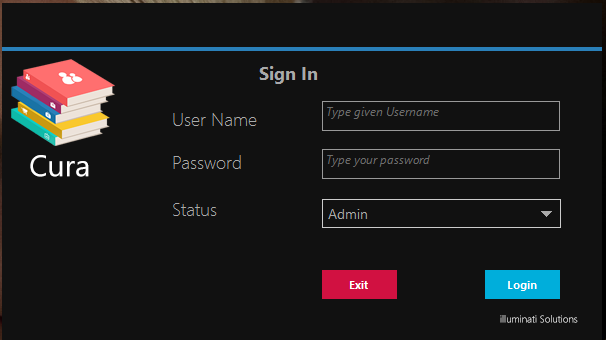 Sign In
User Name
Type given Username
Password
Type your password
Cura
Status
Admin
Exit
Login
illuminati Solutions